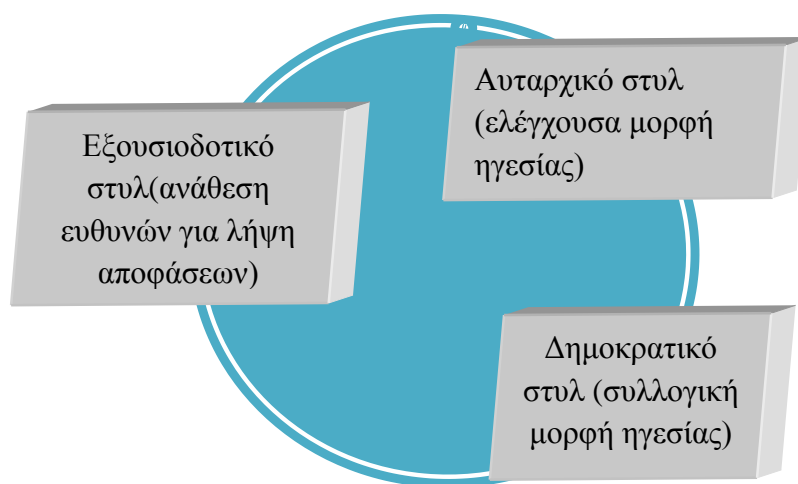 Αυταρχικό στυλ
(ελέγχουσα μορφή
ηγεσίας)
Εξουσιοδοτικό
στυλ(ανάθεση
ευθυνών για λήψη
αποφάσεων)
Δημοκρατικό
στυλ (συλλογική
μορφή ηγεσίας)